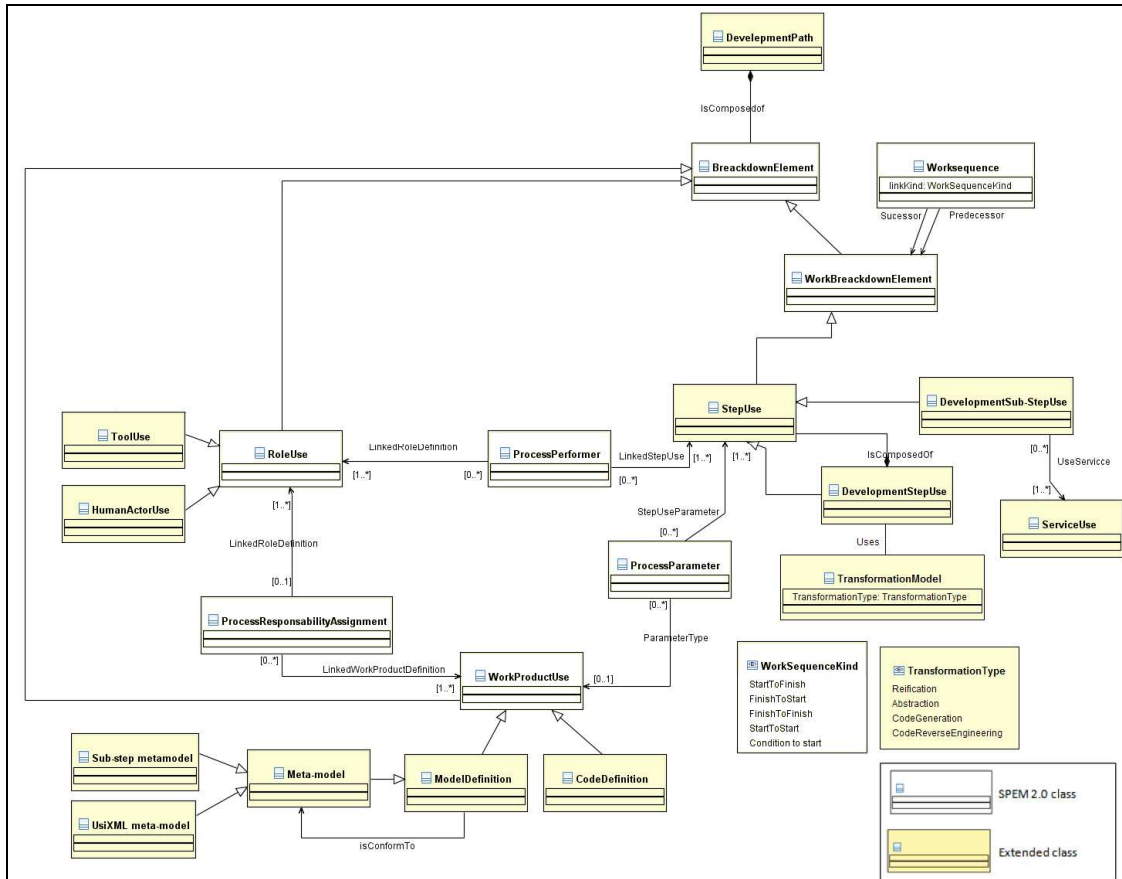 DevelepmentPath
IsComposedof
BreackdownElement
Worksequence
linkKind: WorkSequenceKind
Sucessor
Predecessor
WorkBreackdownElement
StepUse
DevelopmentSub-StepUse
ToolUse
RoleUse
LinkedRoleDefinition
ProcessPerformer
LinkedStepUse
[1..*]
[0..*]
[0..*]
[1..*]
[1..*]
IsComposedOf
[0..*]
UseServicce
[1..*]
HumanActorUse
[1..*]
DevelopmentStepUse
StepUseParameter
ServiceUse
LinkedRoleDefinition
[0..*]
Uses
ProcessParameter
TransformationModel
TransformationType: TransformationType
[0..1]
[0..*]
ProcessResponsabilityAssignment
ParameterType
[0..*]
LinkedWorkProductDefinition
[1..*]
WorkProductUse
[0..1]
WorkSequenceKind
StartToFinish
FinishToStart
FinishToFinish
StartToStart
Condition to start
TransformationType
Reification
Abstraction
CodeGeneration
CodeReverseEngineering
Sub-step metamodel
Meta-model
ModelDefinition
CodeDefinition
UsiXML meta-model
isConformTo
SPEM 2.0 class
Extended class